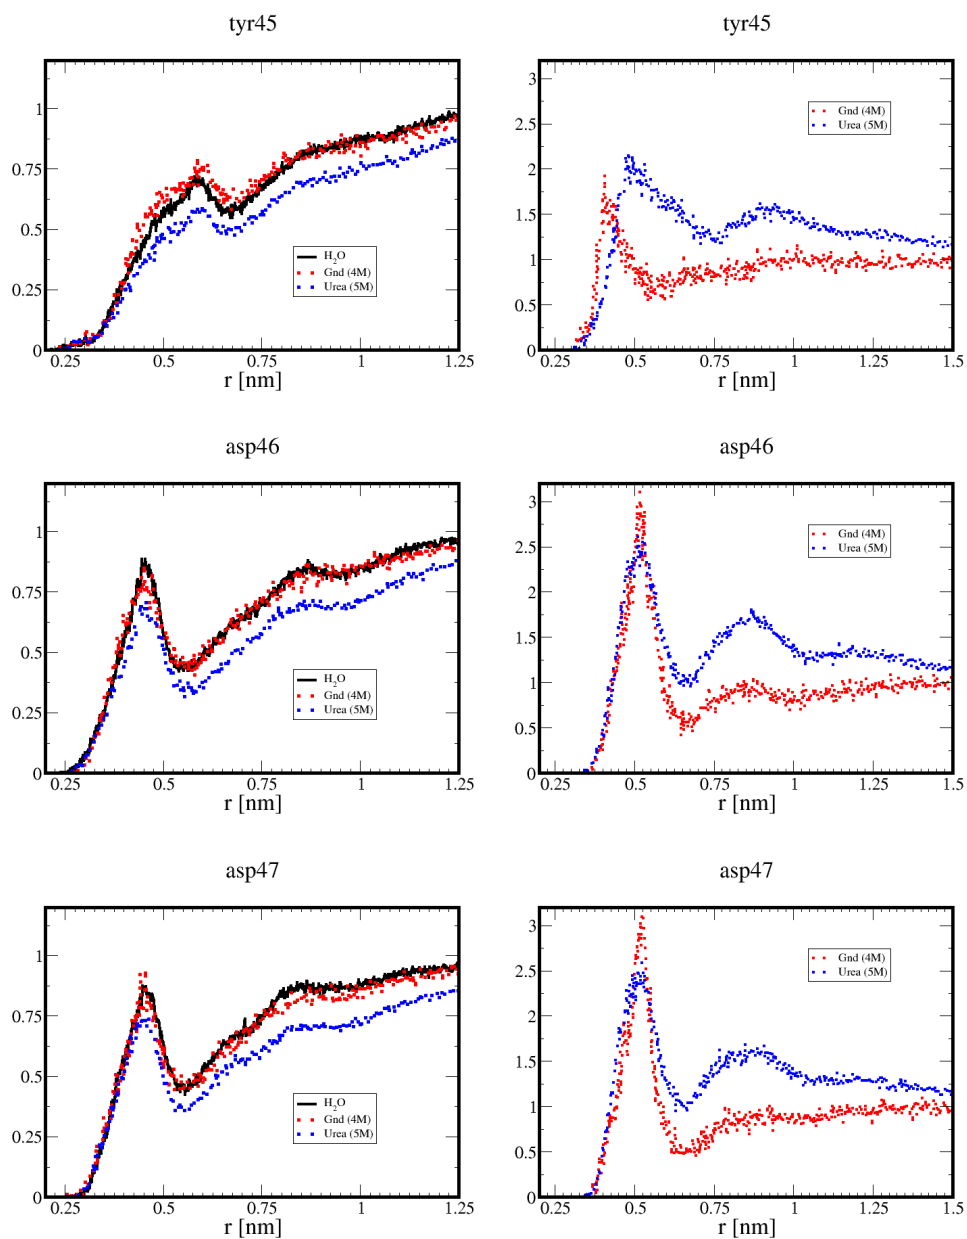 tyr45
1
0.75
0.5
0.25
0
0.25 0.5 0.75 1 1.25
r [nm]
H2O
Gnd (4M)
Urea (5M)
tyr45
3
2.5
2
1.5
1
0.5
0
0.25 0.5 0.75 1 1.25 1.5
r [nm]
Gnd (4M)
Urea (5M)
asp46
1
0.75
0.5
0.25
0
0.25 0.5 0.75 1 1.25
r [nm]
H2O
Gnd (4M)
Urea (5M)
asp46
3
2.5
2
1.5
1
0.5
0
0.25 0.5 0.75 1 1.25 1.5
r [nm]
Gnd (4M)
Urea (5M)
asp47
1
0.75
0.5
0.25
0
0.25 0.5 0.75 1 1.25
r [nm]
H2O
Gnd (4M)
Urea (5M)
asp47
3
2.5
2
1.5
1
0.5
0
0.25 0.5 0.75 1 1.25 1.5
r [nm]
Gnd (4M)
Urea (5M)